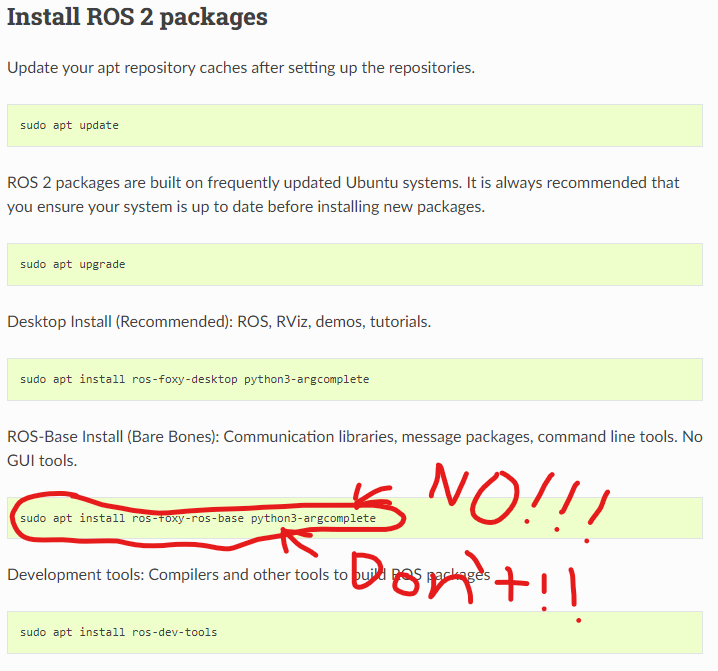 Install ROS 2 packages
Update your apt repository caches after setting up the repositories.
sudo apt update
ROS 2 packages are built on frequently updated Ubuntu systems. It is always recommended that
you ensure your system is up to date before installing new packages.
sudo apt upgrade
Desktop Install (Recommended): ROS, RViz, demos, tutorials.
sudo apt install ros-foxy-desktop python3-argcomplete
ROS-Base Install (Bare Bones): Communication libraries, message packages, command line tools. No
GUI tools.
NO!!!
sudo apt install ros-foxy-ros-base python3-argcomplete
Don't!!
Development tools: Compilers and other tools to build ROS packages
sudo apt install ros-dev-tools